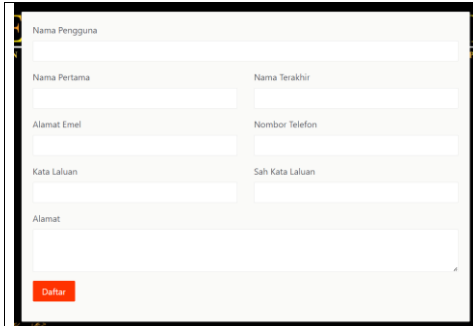 Nama Pengguna
Nama Pertama
Nama Terakhir
Alamat Emel
Nombor Telefon
Kata Laluan
Sah Kata Laluan
Alamat
Daftar